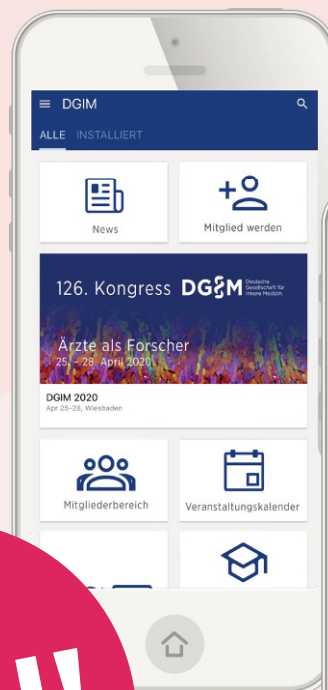 DGIM
ALLE INSTALLIERT
News
Mitglied werden
126. Kongress DGIM Deutsche
Gesellschaft für
Innere Medizin
Ärzte als Forscher
25. – 28. April 2020
DGIM 2020
Apr 25-28, Wiesbaden
Mitgliederbereich
Veranstaltungskalender